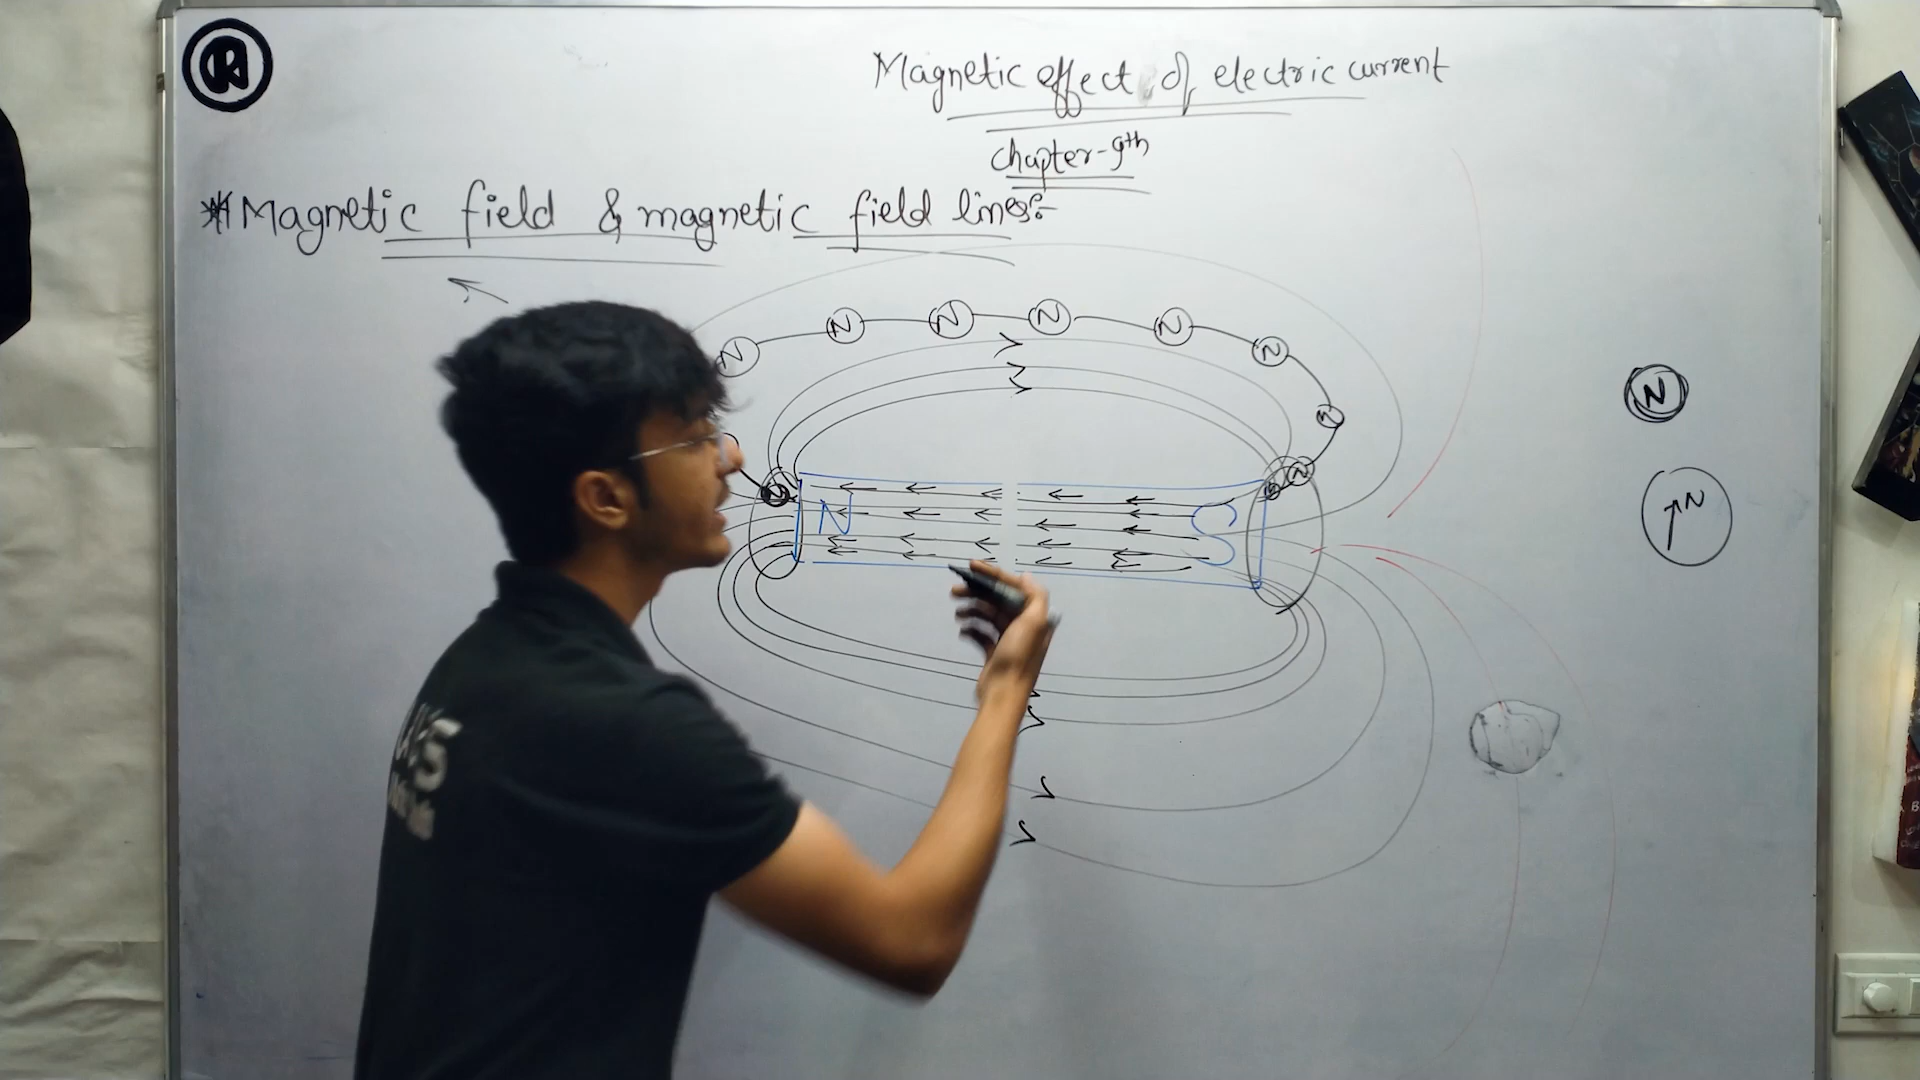 R
Magnetic effect of electric current
Chapter-9th
*Magnetic field & magnetic field lines:-
N N N N N N
N
N
N
N S
N
N